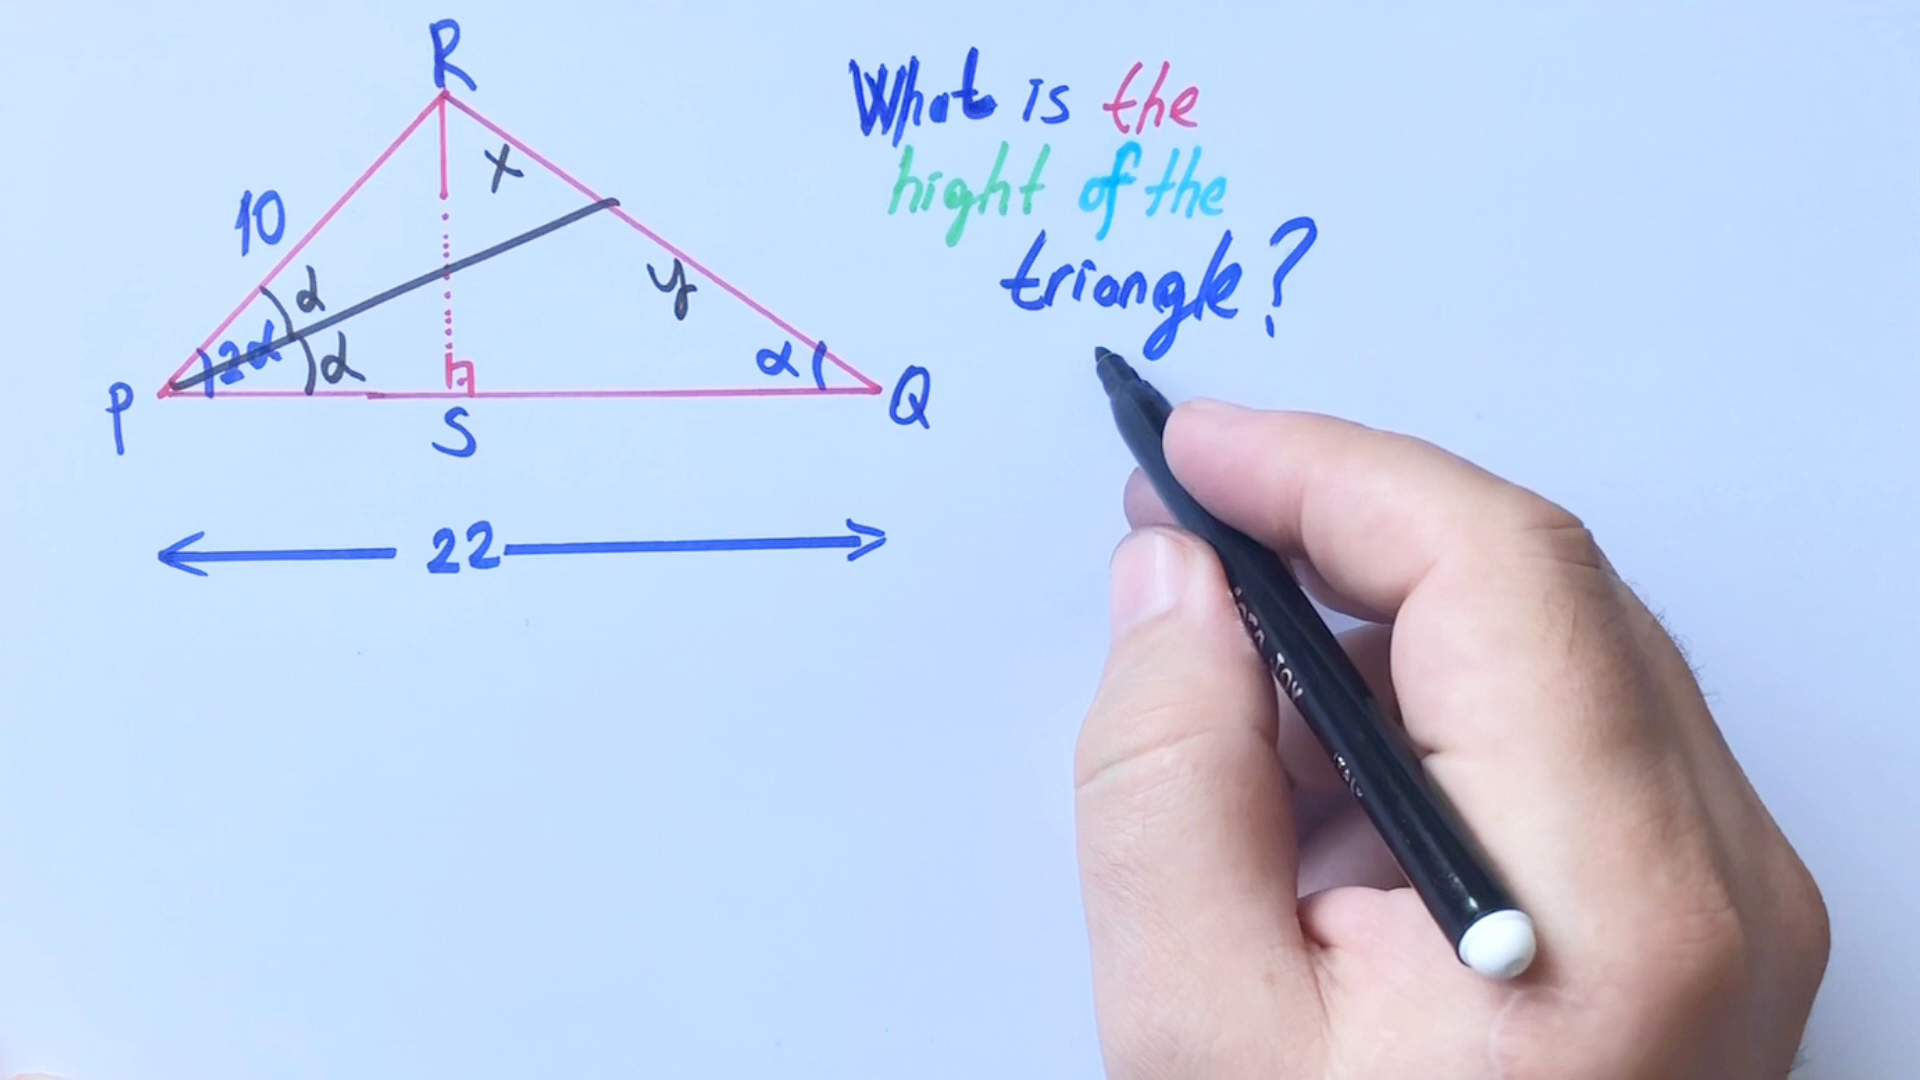 R
What is the
hight of the
triangle?
x
10
y
α
2α
α
α
P
S
Q
22